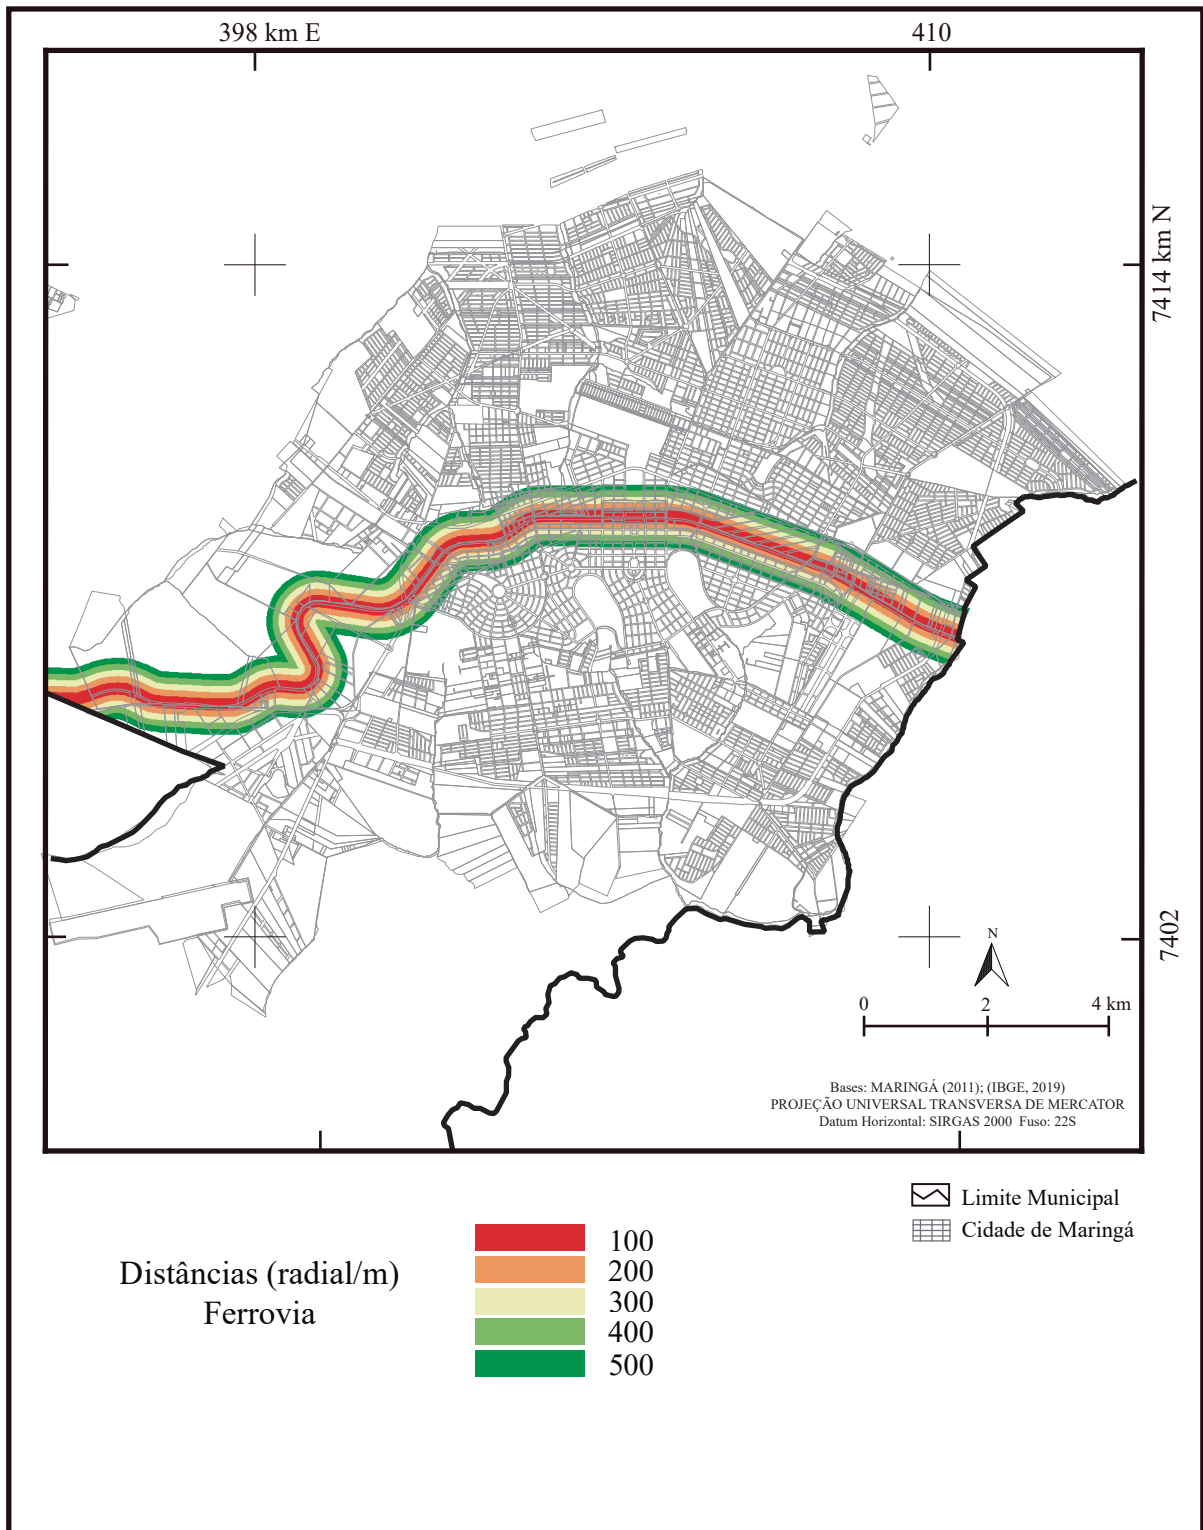 398 km E
410
7414 km N
7402
N
0 2 4 km
Bases: MARINGÁ (2011); (IBGE, 2019)
PROJEÇÃO UNIVERSAL TRANSVERSA DE MERCATOR
Datum Horizontal: SIRGAS 2000 Fuso: 22S
Limite Municipal
Cidade de Maringá
Distâncias (radial/m)
Ferrovia
100
200
300
400
500